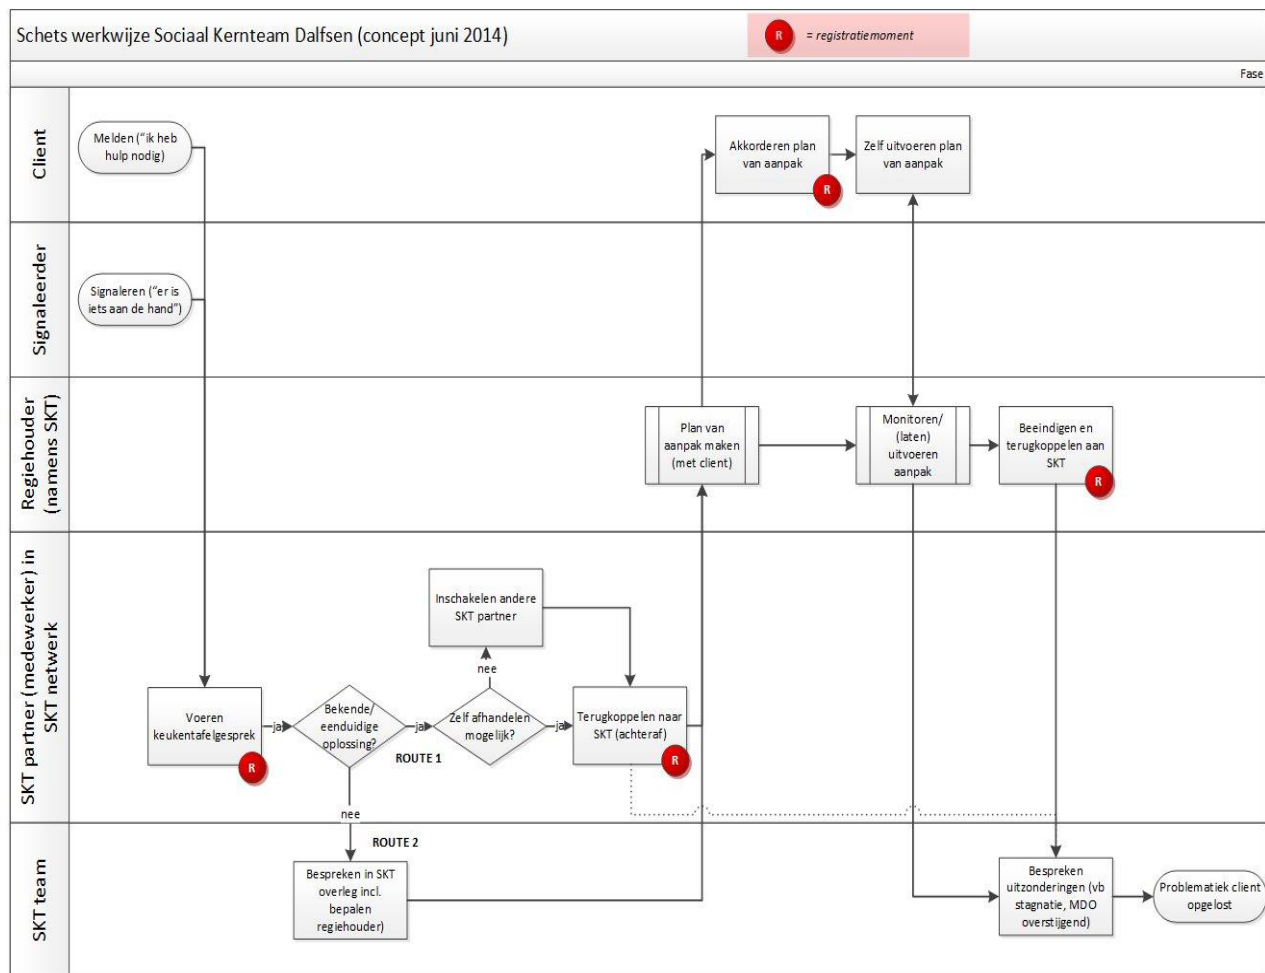 Schets werkwijze Sociaal Kernteam Dalfsen (concept juni 2014)
R
= registratiemoment
Fase
Client
Melden (“ik heb
hulp nodig)
Akkorderen plan
van aanpak
R
Zelf uitvoeren plan
van aanpak
Signaleerder
Signaleren (“er is
iets aan de hand”)
Regiehouder
(namens SKT)
Plan van
aanpak maken
(met client)
Monitoren/
(laten)
uitvoeren
aanpak
Beeindigen en
terugkoppelen aan
SKT
R
SKT partner (medewerker) in
SKT netwerk
Inschakelen andere
SKT partner
nee
Voeren
keukentafelgesprek
R
ja
Bekende/
eenduidige
oplossing?
ja
ROUTE 1
Zelf afhandelen
mogelijk?
ja
Terugkoppelen naar
SKT (achteraf)
R
nee
SKT team
ROUTE 2
Bespreken in SKT
overleg incl.
bepalen
regiehouder)
Bespreken
uitzonderingen (vb
stagnatie, MDO
overstijgend)
Problematiek client
opgelost